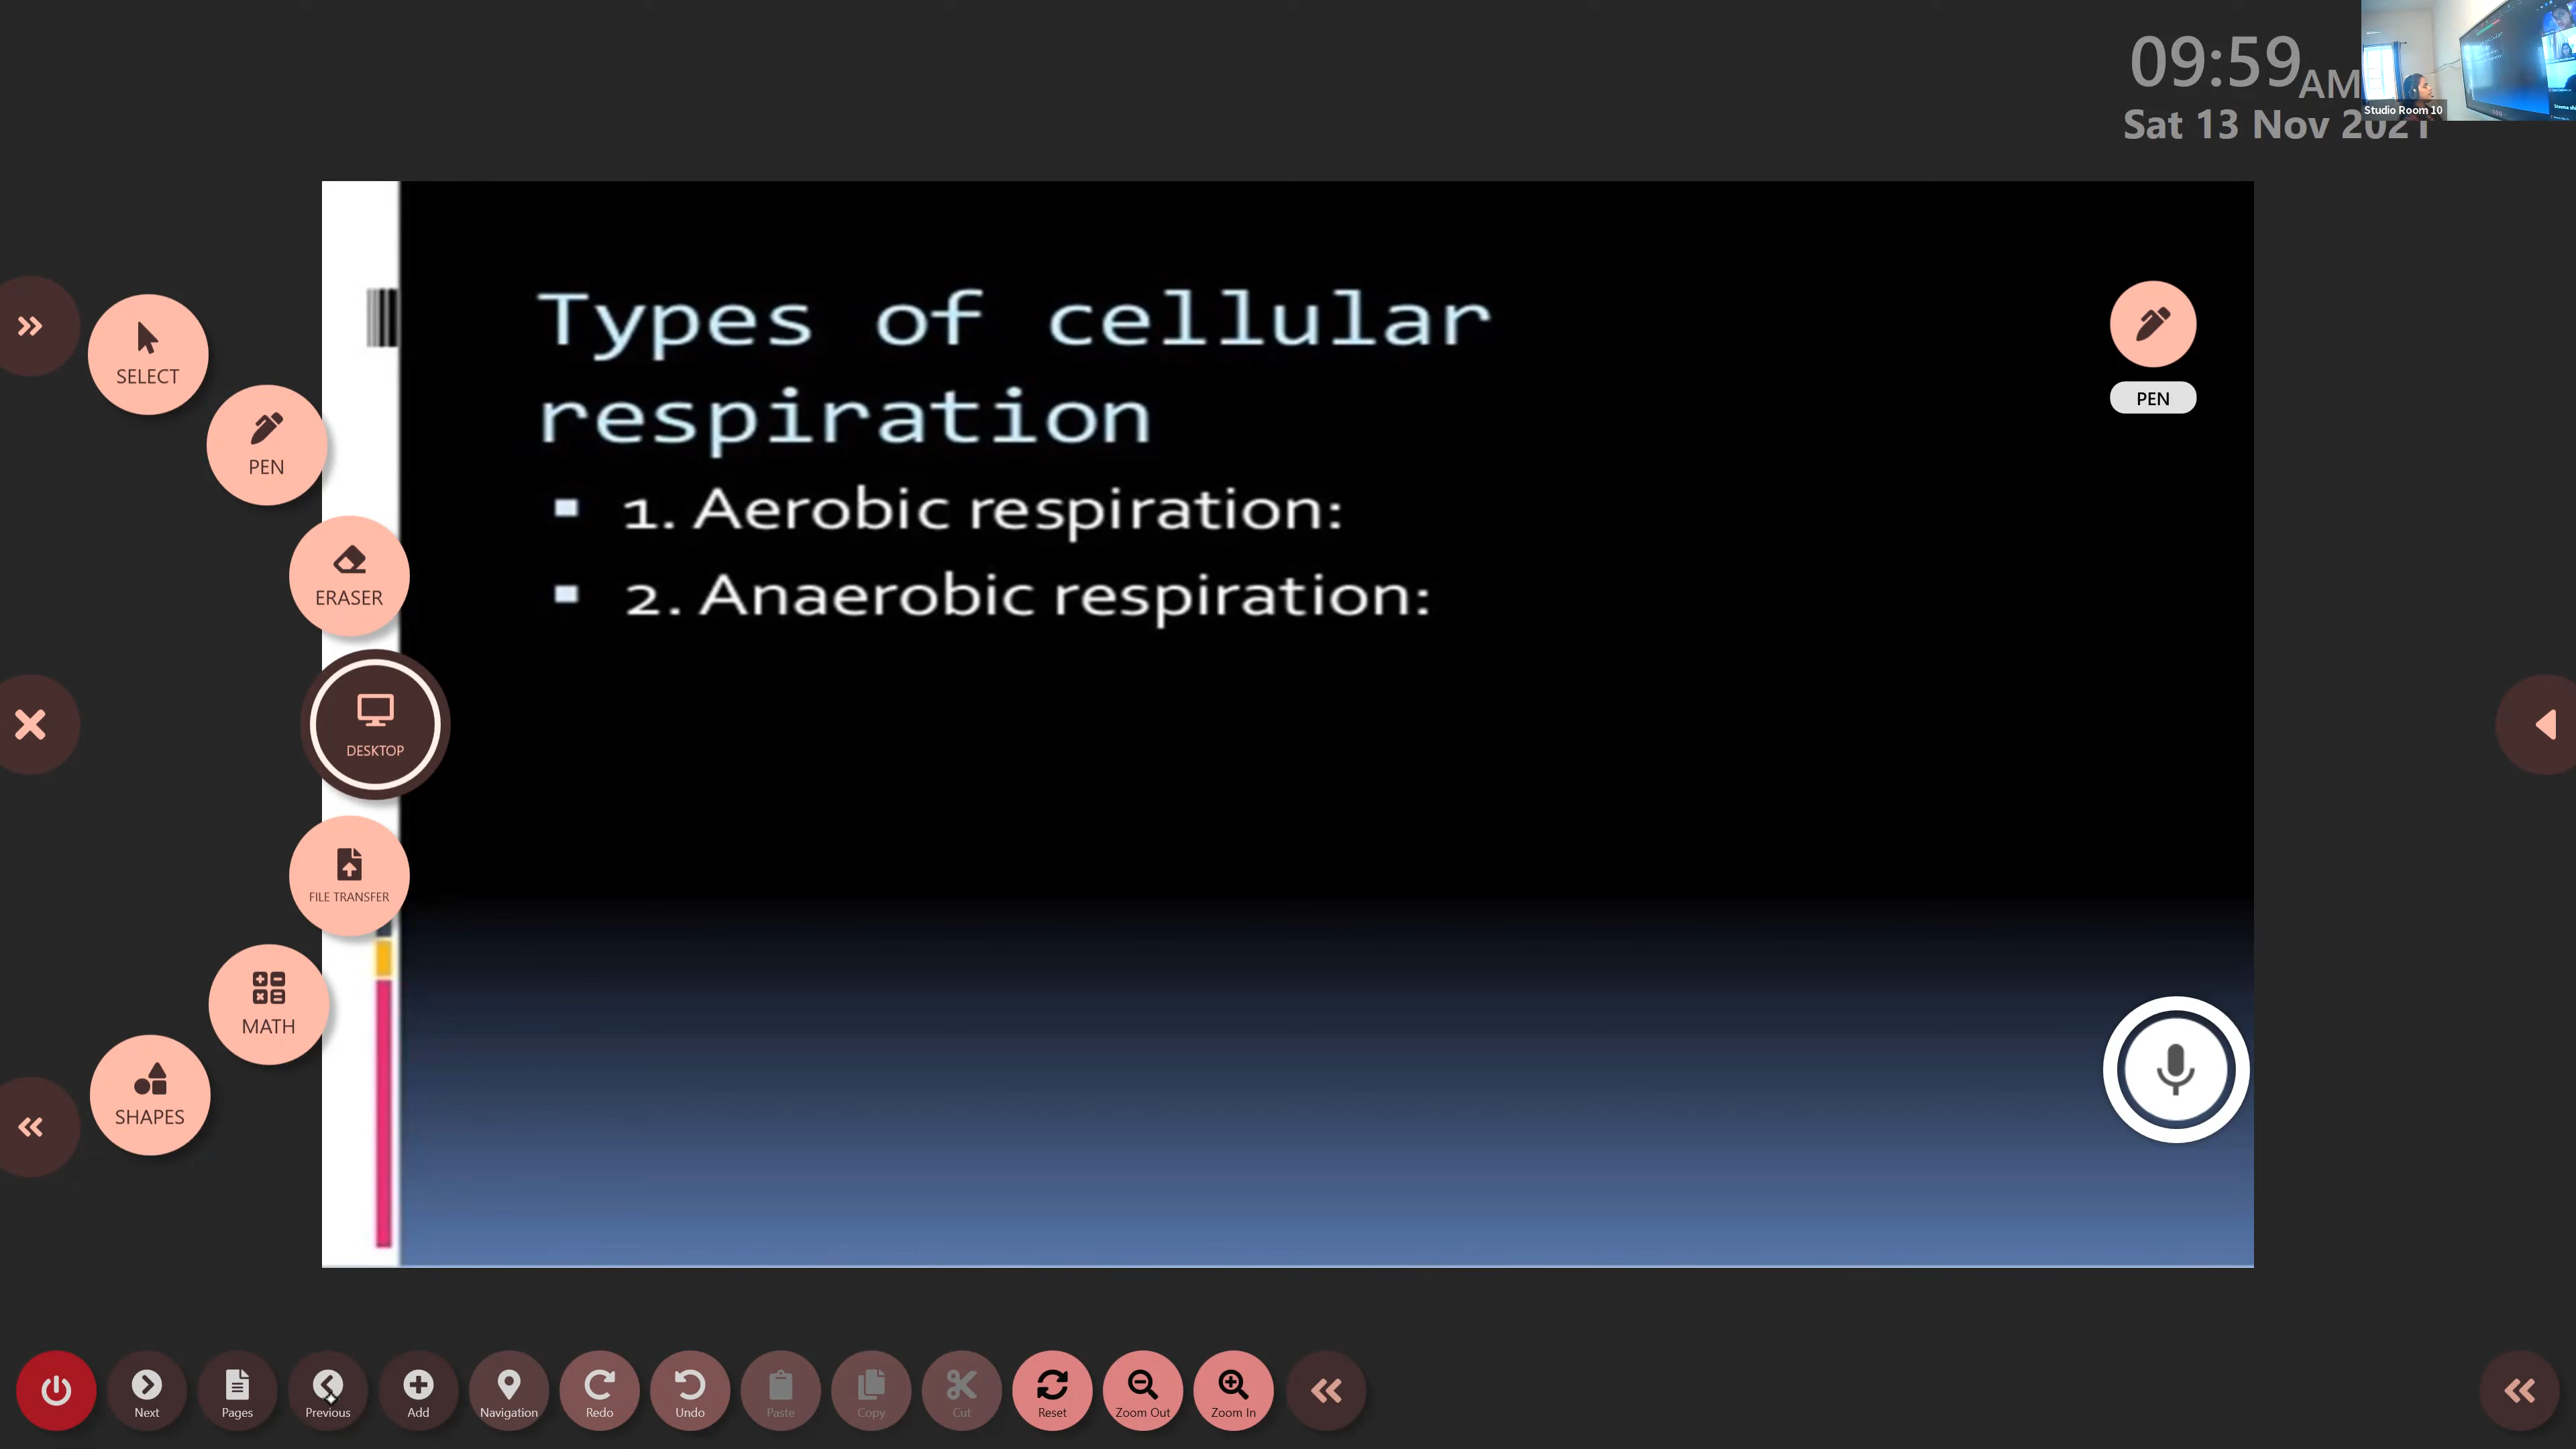 09:59 AM
Sat 13 Nov 2021
Studio Room 10
Types of cellular
respiration
1. Aerobic respiration:
2. Anaerobic respiration:
PEN
SELECT
PEN
ERASER
DESKTOP
FILE TRANSFER
MATH
SHAPES
Next
Pages
Previous
Add
Navigation
Redo
Undo
Paste
Copy
Cut
Reset
Zoom Out
Zoom In